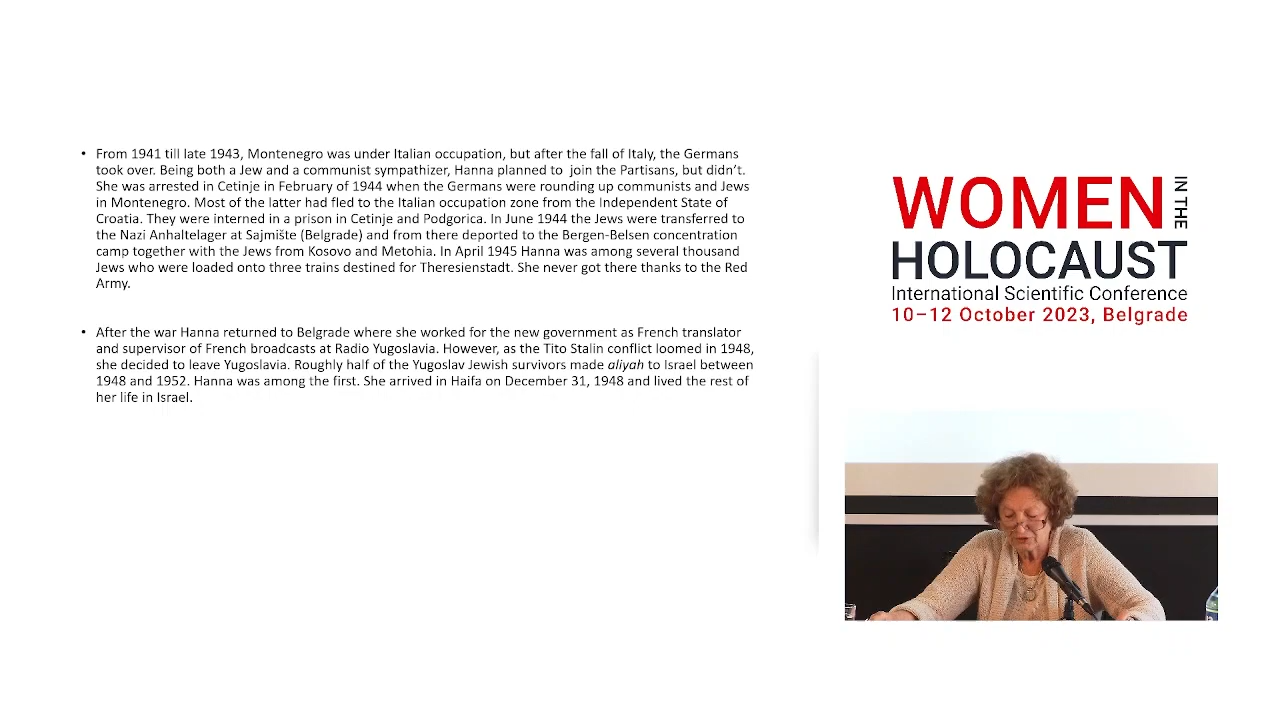 • From 1941 till late 1943, Montenegro was under Italian occupation, but after the fall of Italy, the Germans
took over. Being both a Jew and a communist sympathizer, Hanna planned to  join the Partisans, but didn't.
She was arrested in Cetinje in February of 1944 when the Germans were rounding up communists and Jews
in Montenegro. Most of the latter had fled to the Italian occupation zone from the Independent State of
Croatia. They were interned in a prison in Cetinje and Podgorica. In June 1944 the Jews were transferred to
the Nazi Anhaltelager at Sajmište (Belgrade) and from there deported to the Bergen-Belsen concentration
camp together with the Jews from Kosovo and Metohia. In April 1945 Hanna was among several thousand
Jews who were loaded onto three trains destined for Theresienstadt. She never got there thanks to the Red
Army.
• After the war Hanna returned to Belgrade where she worked for the new government as French translator
and supervisor of French broadcasts at Radio Yugoslavia. However, as the Tito Stalin conflict loomed in 1948,
she decided to leave Yugoslavia. Roughly half of the Yugoslav Jewish survivors made aliyah to Israel between
1948 and 1952. Hanna was among the first. She arrived in Haifa on December 31, 1948 and lived the rest of
her life in Israel.
WOMEN IN THE
HOLOCAUST
International Scientific Conference
10–12 October 2023, Belgrade